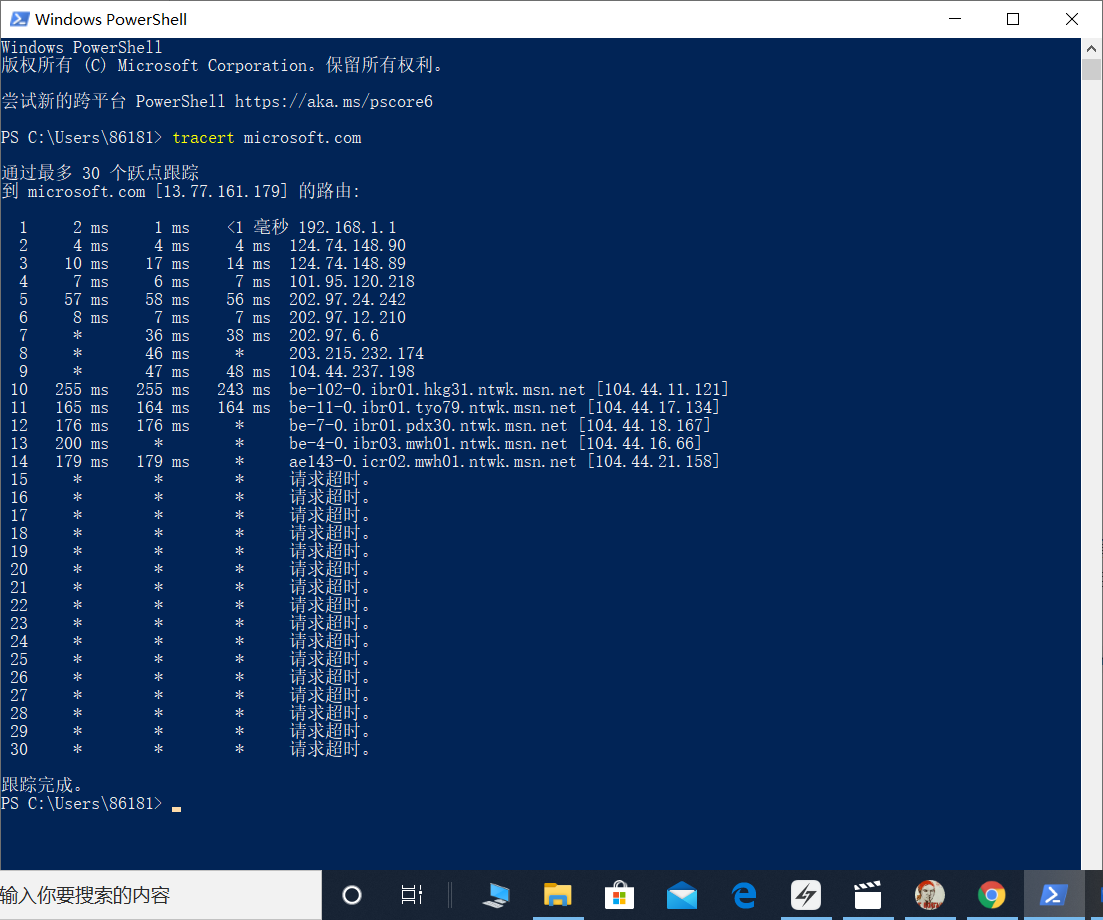 Windows PowerShell
Windows PowerShell
版权所有 (C) Microsoft Corporation。保留所有权利。
尝试新的跨平台 PowerShell https://aka.ms/pscore6
PS C:\Users\86181> tracert microsoft.com
通过最多 30 个跃点跟踪
到 microsoft.com [13.77.161.179] 的路由:
1 2 ms 1 ms <1 毫秒 192.168.1.1
2 4 ms 4 ms 4 ms 124.74.148.90
3 10 ms 17 ms 14 ms 124.74.148.89
4 7 ms 6 ms 7 ms 101.95.120.218
5 57 ms 58 ms 56 ms 202.97.24.242
6 8 ms 7 ms 7 ms 202.97.12.210
7 * 36 ms 38 ms 202.97.6.6
8 * 46 ms * 203.215.232.174
9 * 47 ms 48 ms 104.44.237.198
10 255 ms 255 ms 243 ms be-102-0.ibr01.hkg31.ntwk.msn.net [104.44.11.121]
11 165 ms 164 ms 164 ms be-11-0.ibr01.tyo79.ntwk.msn.net [104.44.17.134]
12 176 ms 176 ms * be-7-0.ibr01.pdx30.ntwk.msn.net [104.44.18.167]
13 200 ms * * be-4-0.ibr03.mwh01.ntwk.msn.net [104.44.16.66]
14 179 ms 179 ms * ae143-0.icr02.mwh01.ntwk.msn.net [104.44.21.158]
15 * * * 请求超时。
16 * * * 请求超时。
17 * * * 请求超时。
18 * * * 请求超时。
19 * * * 请求超时。
20 * * * 请求超时。
21 * * * 请求超时。
22 * * * 请求超时。
23 * * * 请求超时。
24 * * * 请求超时。
25 * * * 请求超时。
26 * * * 请求超时。
27 * * * 请求超时。
28 * * * 请求超时。
29 * * * 请求超时。
30 * * * 请求超时。
跟踪完成。
PS C:\Users\86181>
输入你要搜索的内容